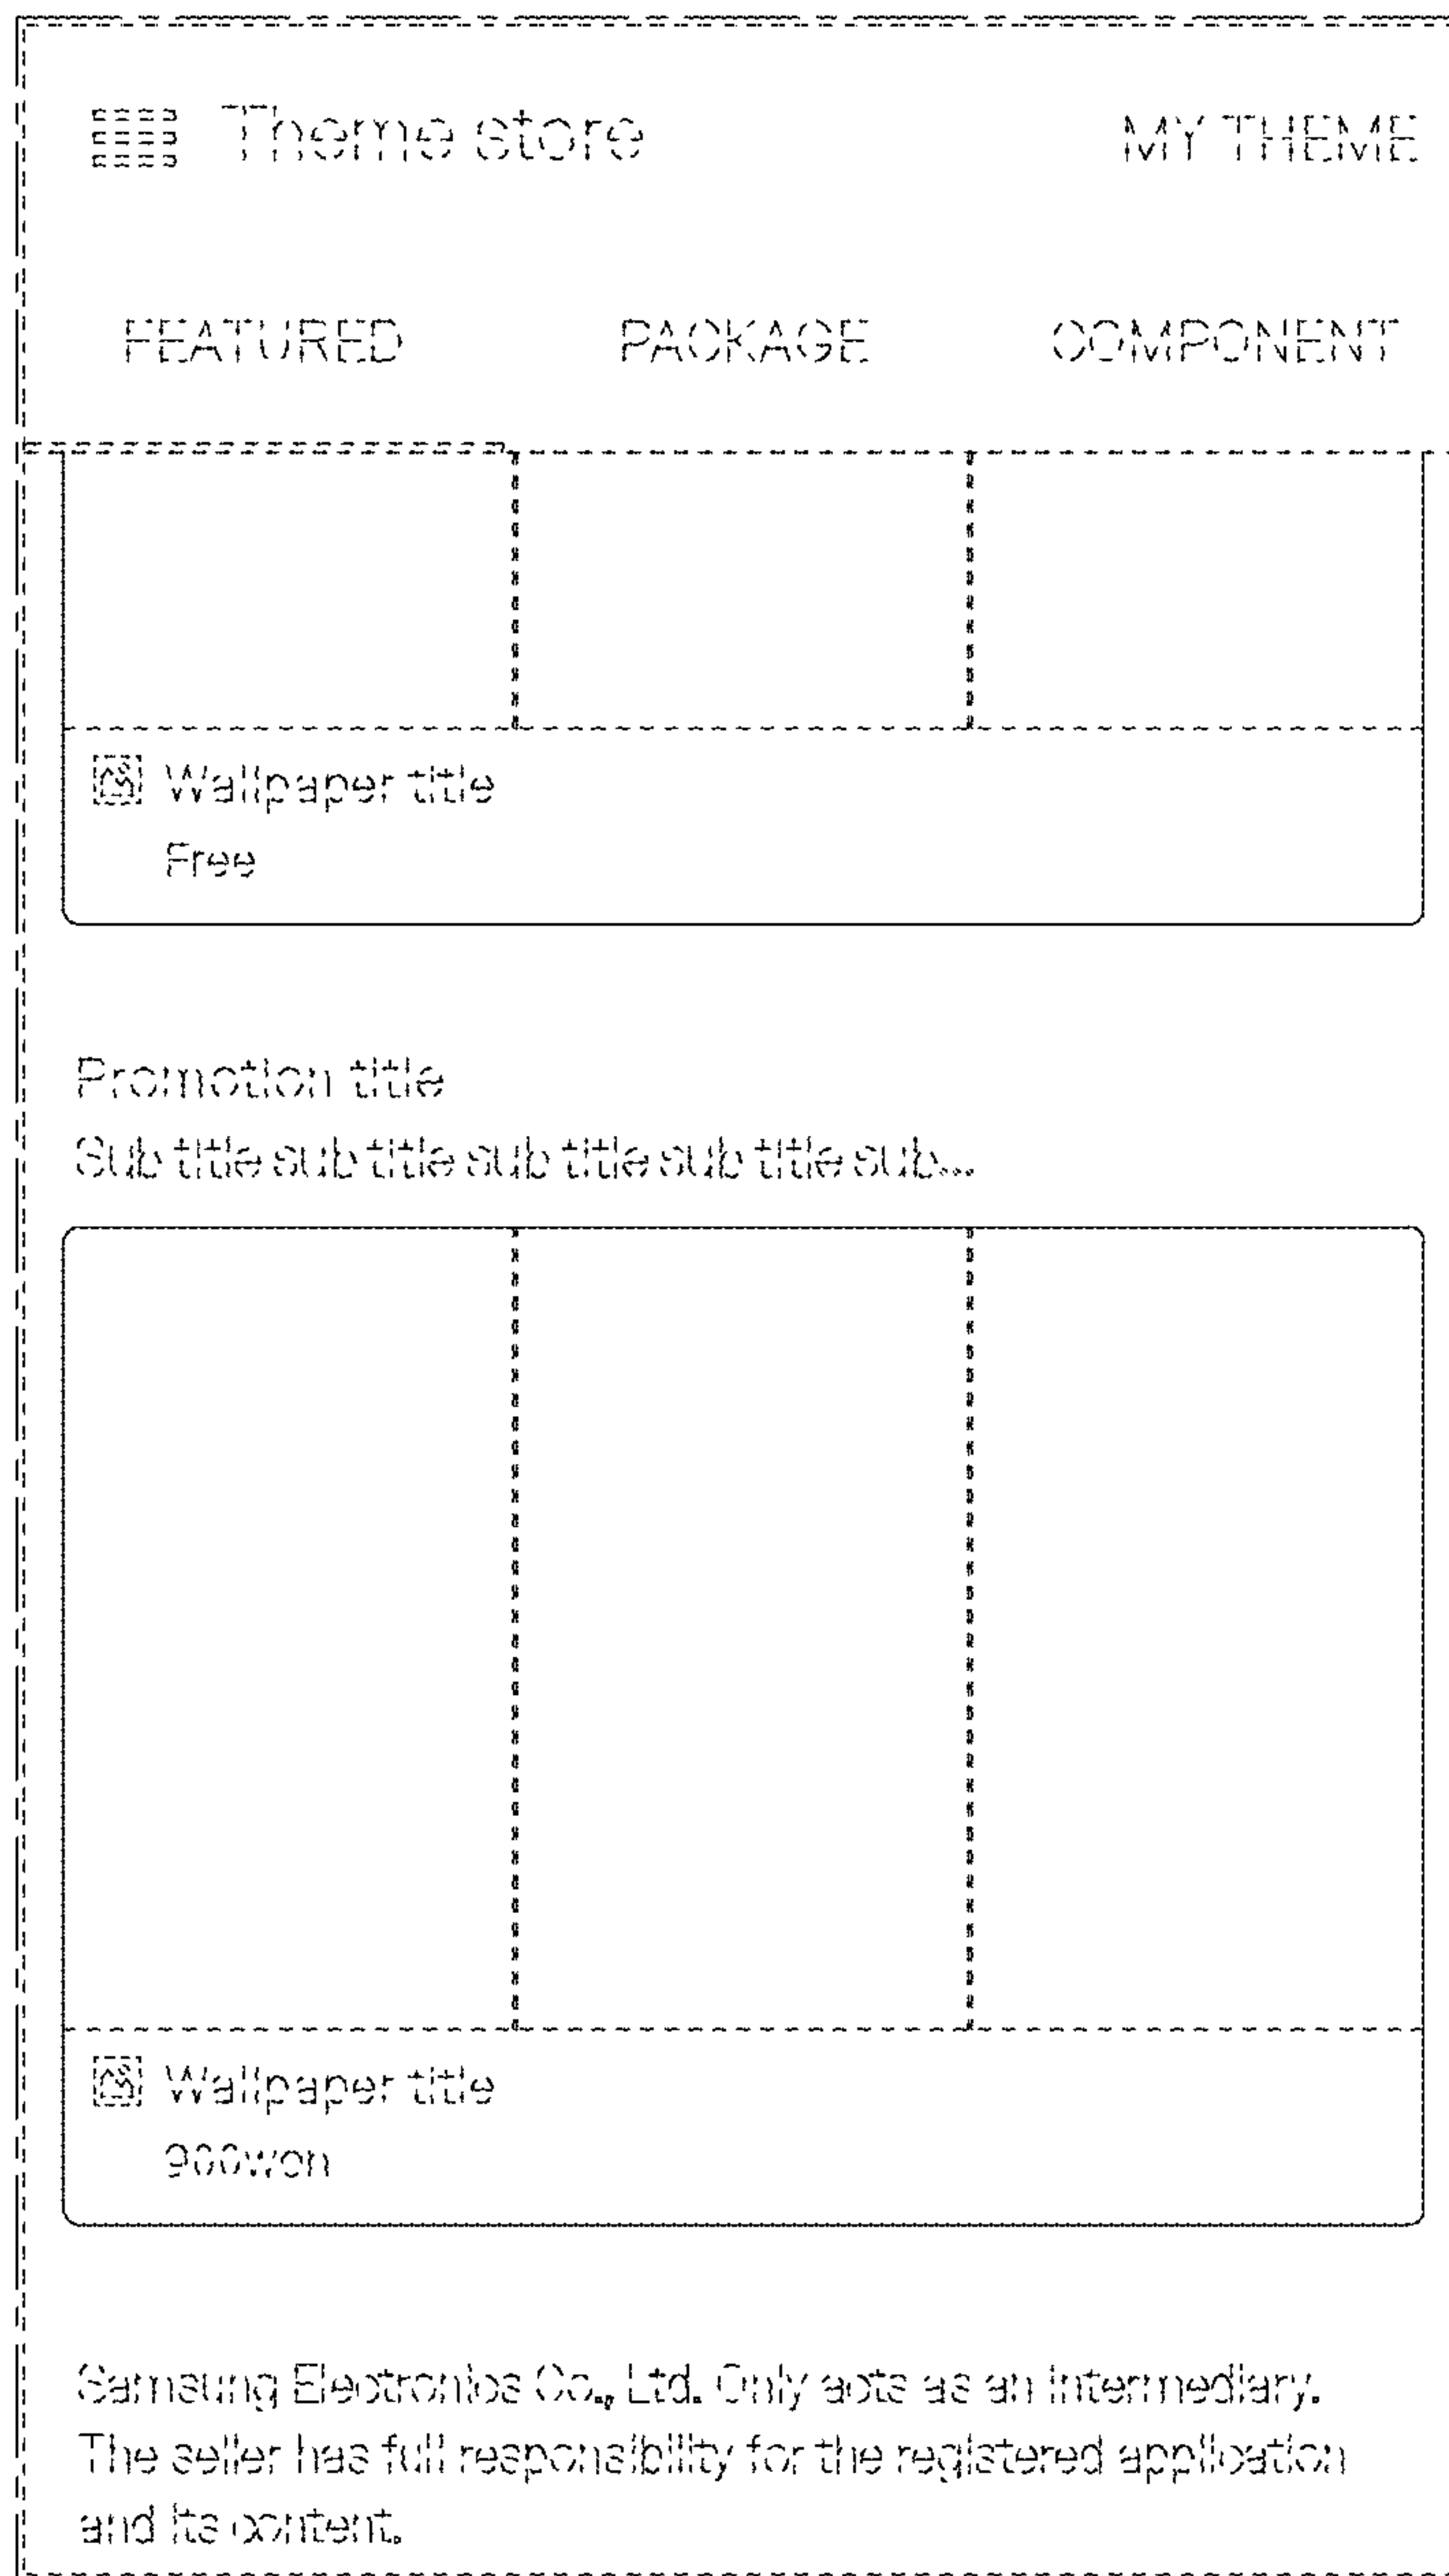 Theme store
MY THEME
FEATURED
PACKAGE
COMPONENT
Wallpaper title
Free
Promotion title
Sub title sub title sub title sub title sub...
Wallpaper title
900won
Samsung Electronics Co., Ltd. Only acts as an intermediary.
The seller has full responsibility for the registered application
and its content.